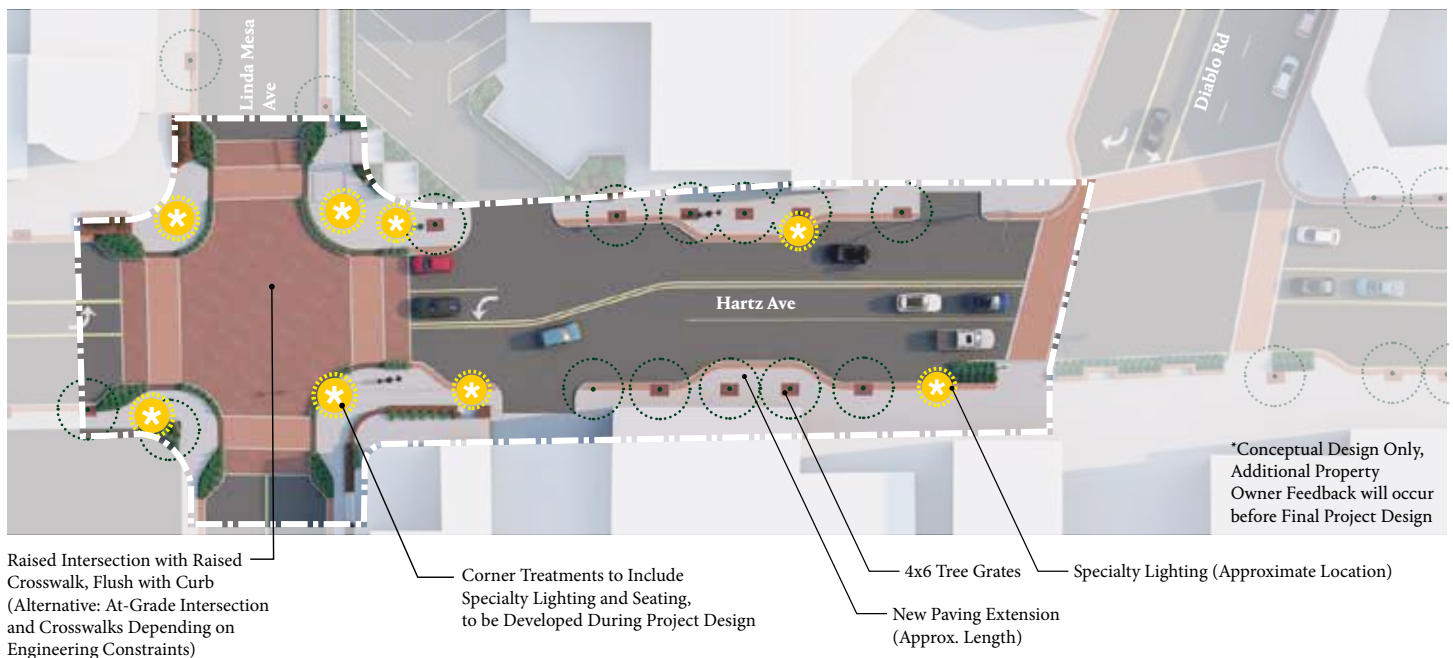 Linda Mesa
Ave
Diablo Rd
Hartz Ave
*Conceptual Design Only,
Additional Property
Owner Feedback will occur
before Final Project Design
Raised Intersection with Raised
Crosswalk, Flush with Curb
(Alternative: At-Grade Intersection
and Crosswalks Depending on
Engineering Constraints)
Corner Treatments to Include
Specialty Lighting and Seating,
to be Developed During Project Design
4x6 Tree Grates
New Paving Extension
(Approx. Length)
Specialty Lighting (Approximate Location)